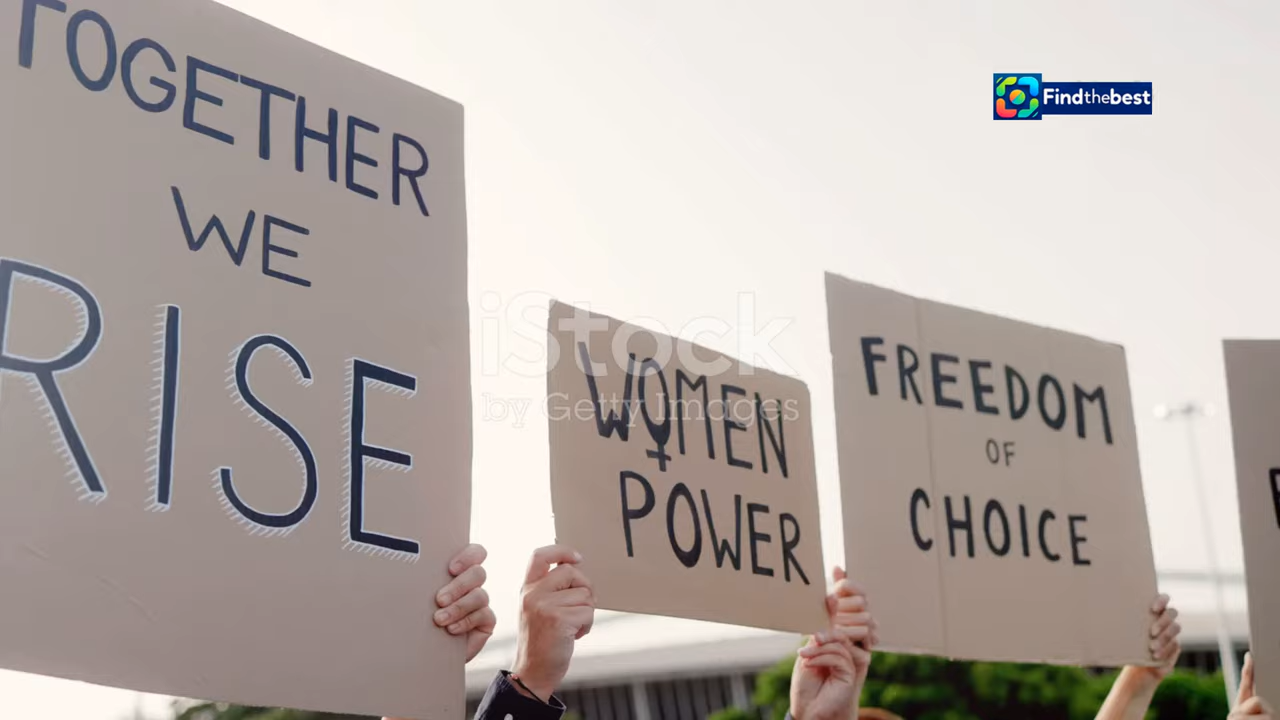 TOGETHER
WE
RISE
WOMEN
POWER
FREEDOM
OF
CHOICE
Findthebest
iStock
by Getty Images